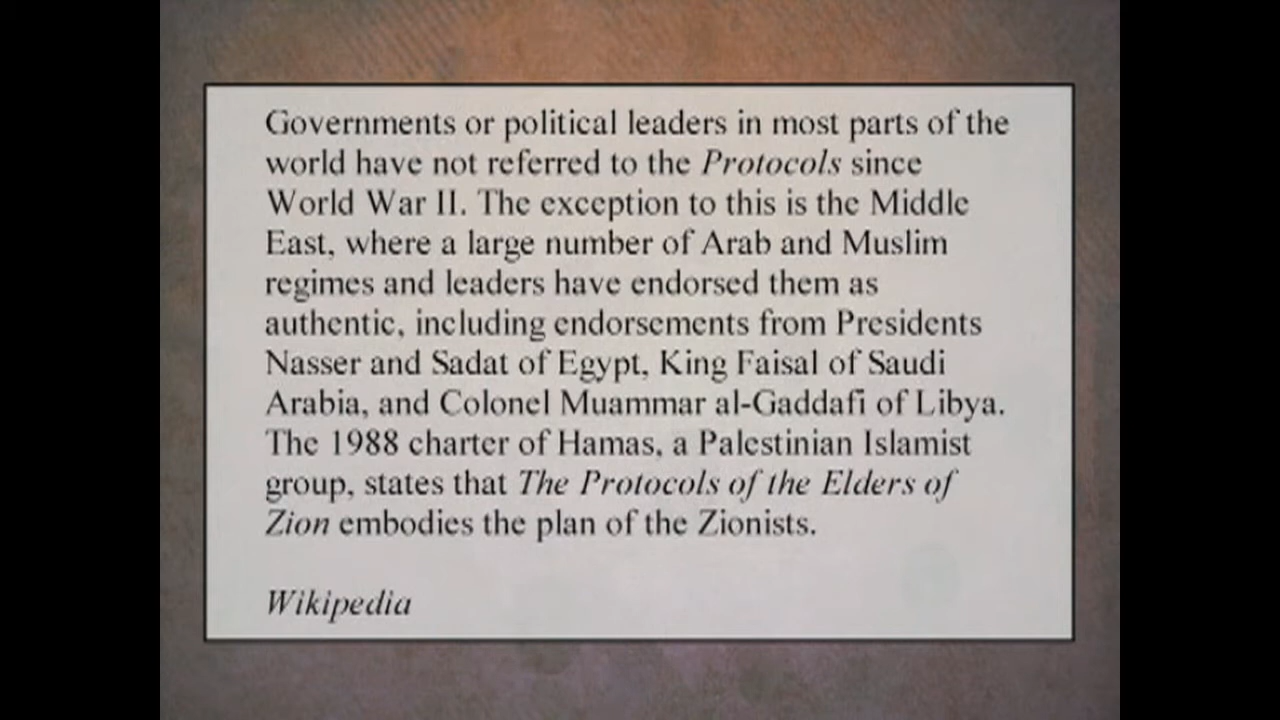 Governments or political leaders in most parts of the
world have not referred to the Protocols since
World War II. The exception to this is the Middle
East, where a large number of Arab and Muslim
regimes and leaders have endorsed them as
authentic, including endorsements from Presidents
Nasser and Sadat of Egypt, King Faisal of Saudi
Arabia, and Colonel Muammar al-Gaddafi of Libya.
The 1988 charter of Hamas, a Palestinian Islamist
group, states that The Protocols of the Elders of
Zion embodies the plan of the Zionists.
Wikipedia